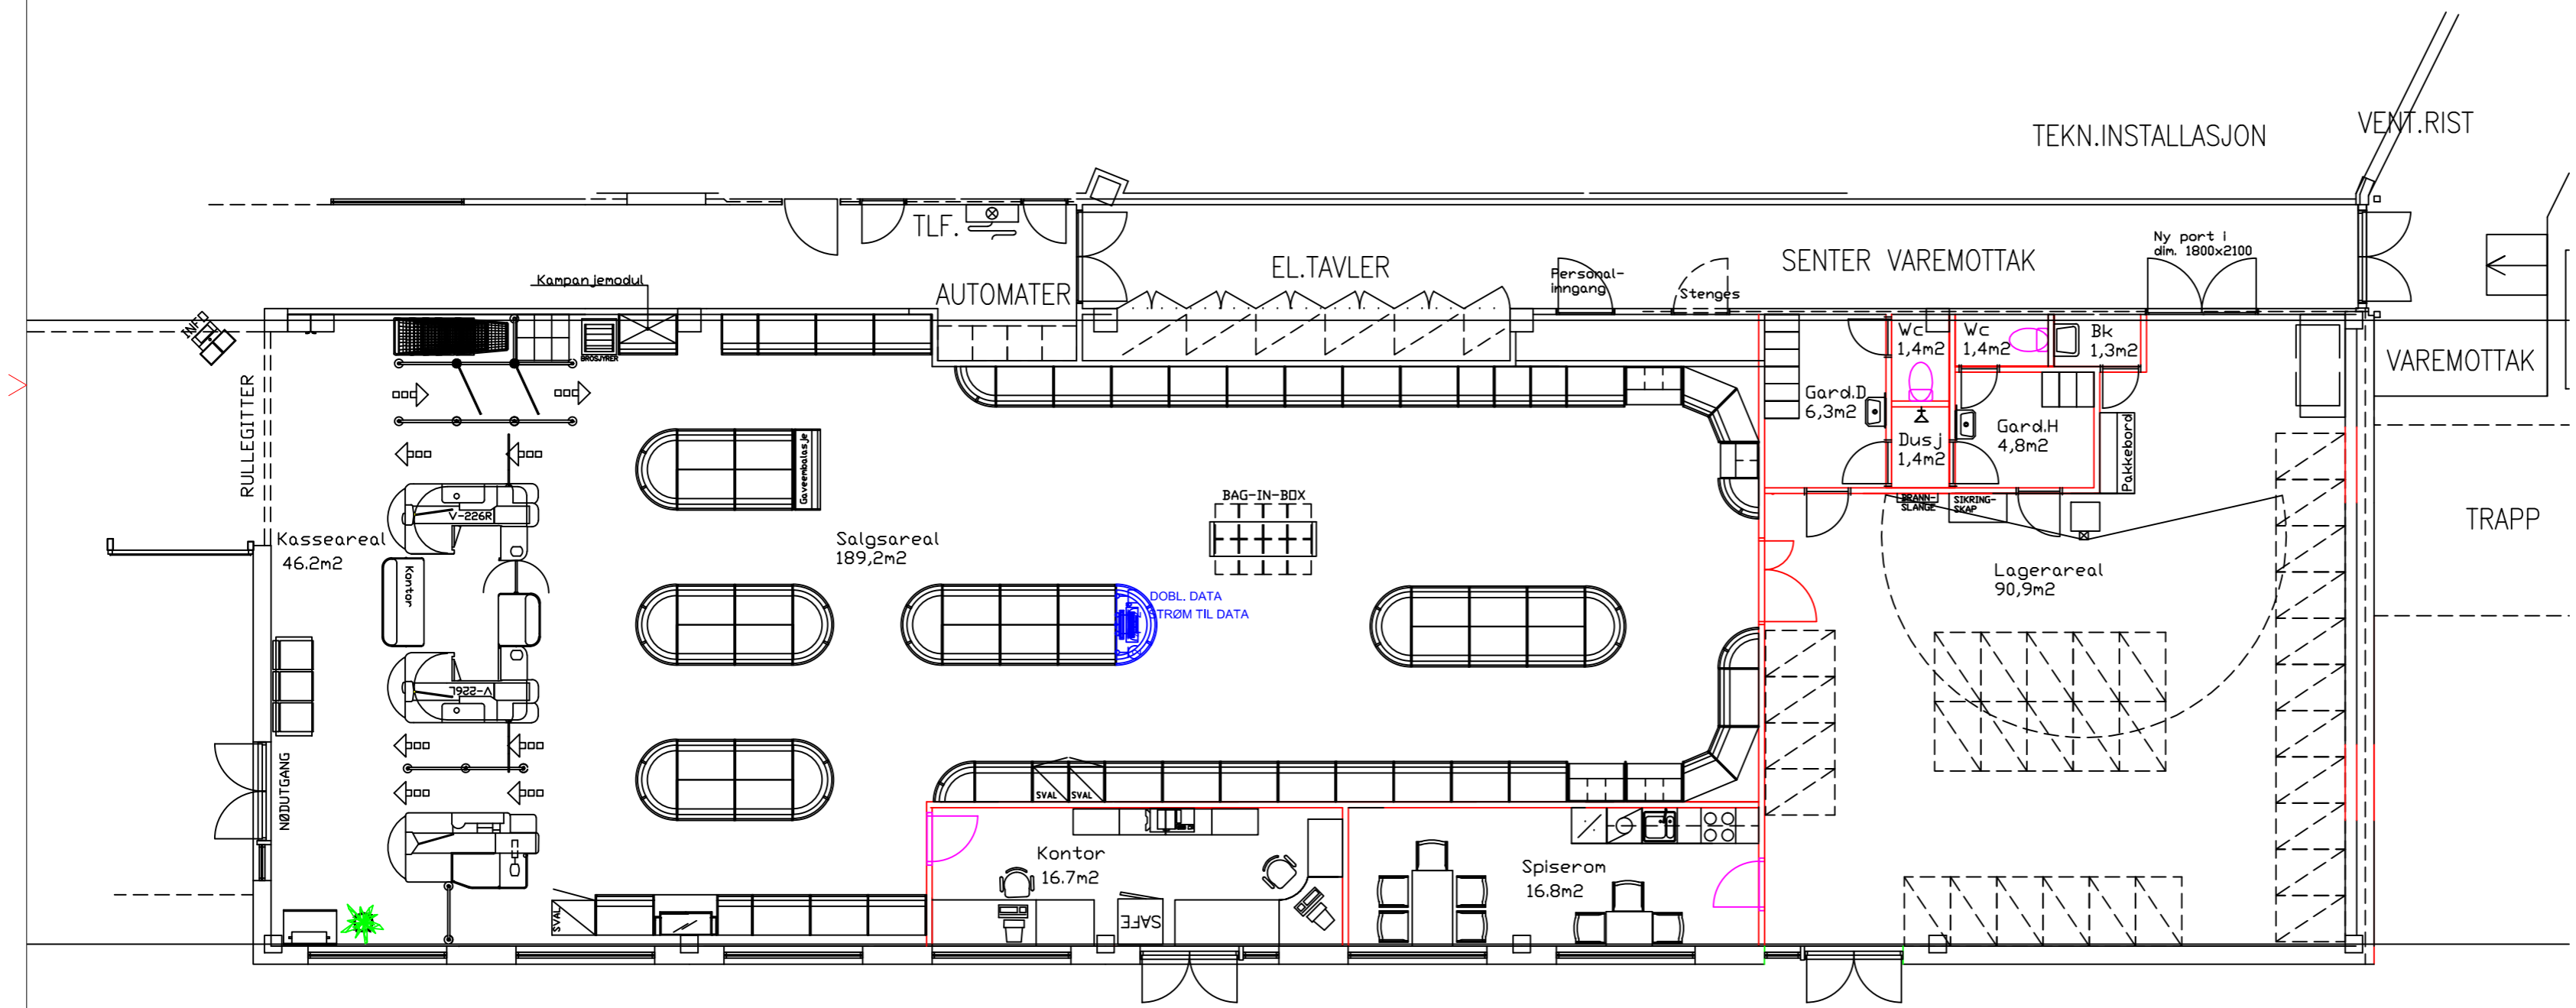 TEKN.INSTALLASJON
VENT.RIST
TLF.
Kampanjemodul
AUTOMATER
EL.TAVLER
Personal-
inngang
Stenges
SENTER VAREMOTTAK
Ny port i
dim. 1800x2100
INFO
BROSJYRER
RULLEGITTER
Wc
1,4m2
Wc
1,4m2
Bk
1,3m2
VAREMOTTAK
Gard.D
6,3m2
Dusj
1,4m2
Gard.H
4,8m2
Pakkebord
Gaveembalasje
BAG-IN-BOX
BRANN-
SLANGE
SIKRING-
SKAP
TRAPP
V-226R
Kasseareal
46.2m2
Kontor
Salgsareal
189,2m2
DOBL. DATA
STRØM TIL DATA
Lagerareal
90,9m2
V-226L
NØDUTGANG
SVAL
SVAL
Kontor
16.7m2
SAFE
Spiserom
16.8m2
SVAL